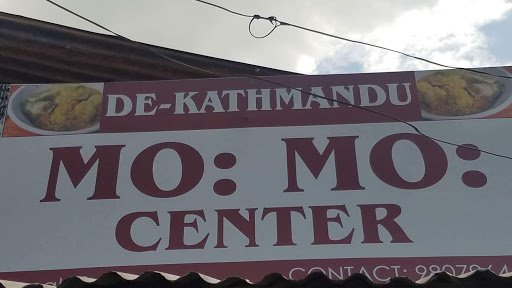 DE-KATHMANDU
MO: MO:
CENTER
CONTACT: